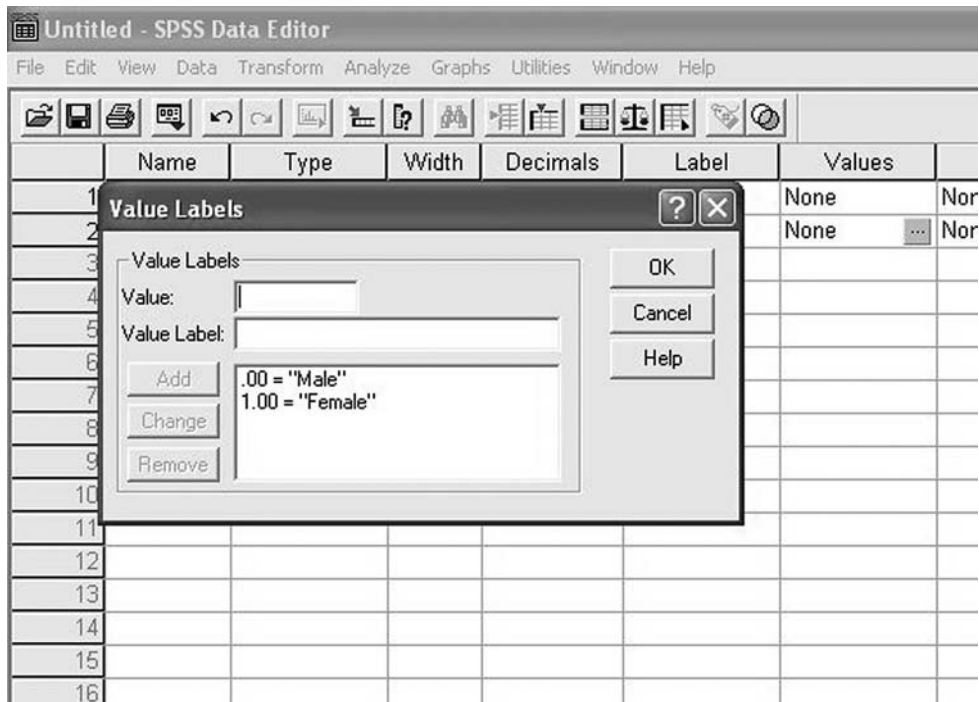 Untitled - SPSS Data Editor
File Edit View Data Transform Analyze Graphs Utilities Window Help
Name Type Width Decimals Label Values
1 None
2 None ...
Value Labels
Value Labels
Value:
Value Label:
Add
Change
Remove
.00 = "Male"
1.00 = "Female"
OK
Cancel
Help
3
4
5
6
7
8
9
10
11
12
13
14
15
16